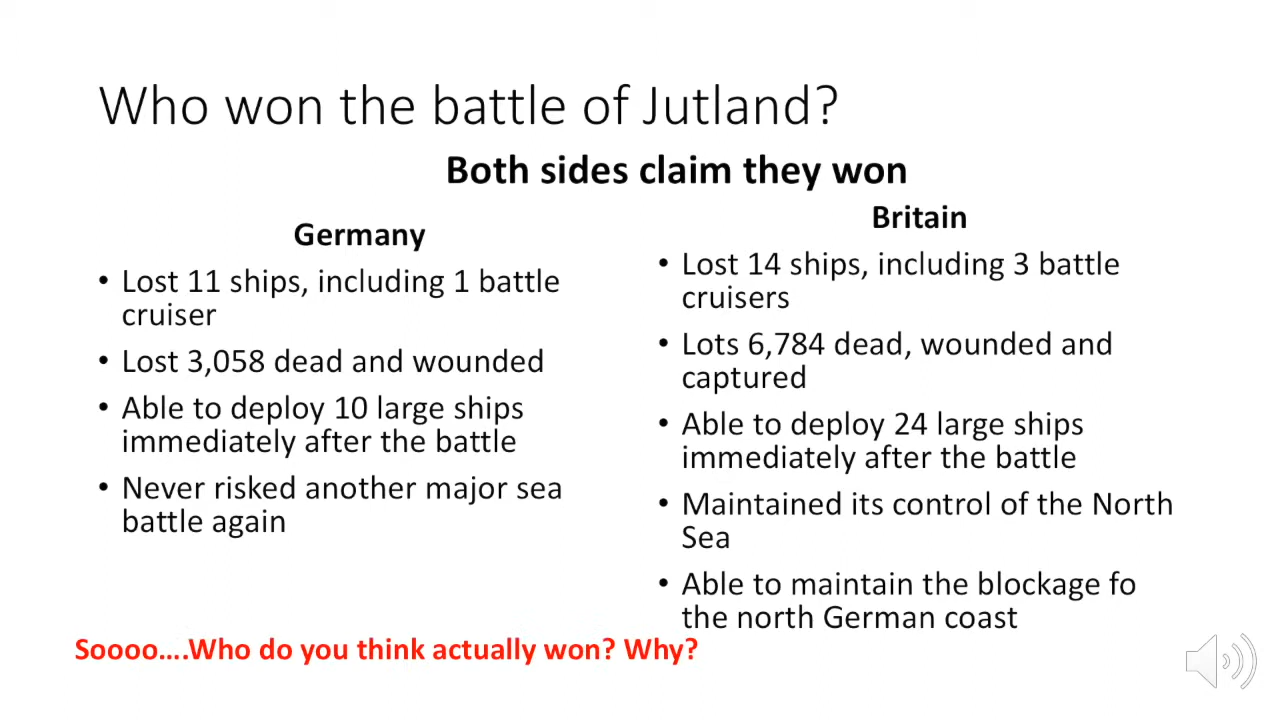 Who won the battle of Jutland?
Both sides claim they won
Germany
• Lost 11 ships, including 1 battle
cruiser
• Lost 3,058 dead and wounded
• Able to deploy 10 large ships
immediately after the battle
• Never risked another major sea
battle again
Britain
• Lost 14 ships, including 3 battle
cruisers
• Lots 6,784 dead, wounded and
captured
• Able to deploy 24 large ships
immediately after the battle
• Maintained its control of the North
Sea
• Able to maintain the blockage fo
the north German coast
Soooo....Who do you think actually won? Why?